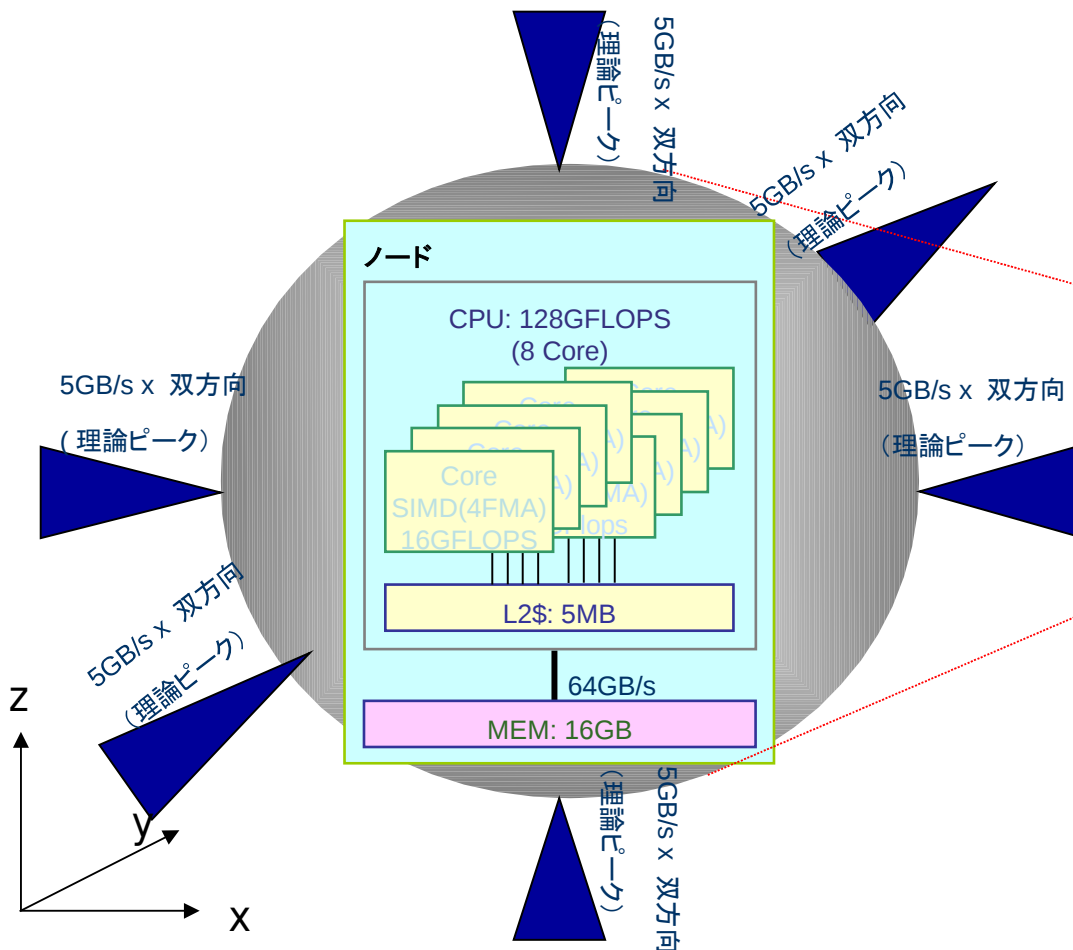 5GB/s x 双方向
(理論ピーク)
5GB/s x 双方向
(理論ピーク)
ノード
CPU: 128GFLOPS
(8 Core)
5GB/s x 双方向
( 理論ピーク)
5GB/s x 双方向
(理論ピーク)
Core
SIMD(4FMA)
16GFLOPS
L2$: 5MB
5GB/s x 双方向
(理論ピーク)
64GB/s
MEM: 16GB
z
y
x
5GB/s x 双方向
(理論ピーク)